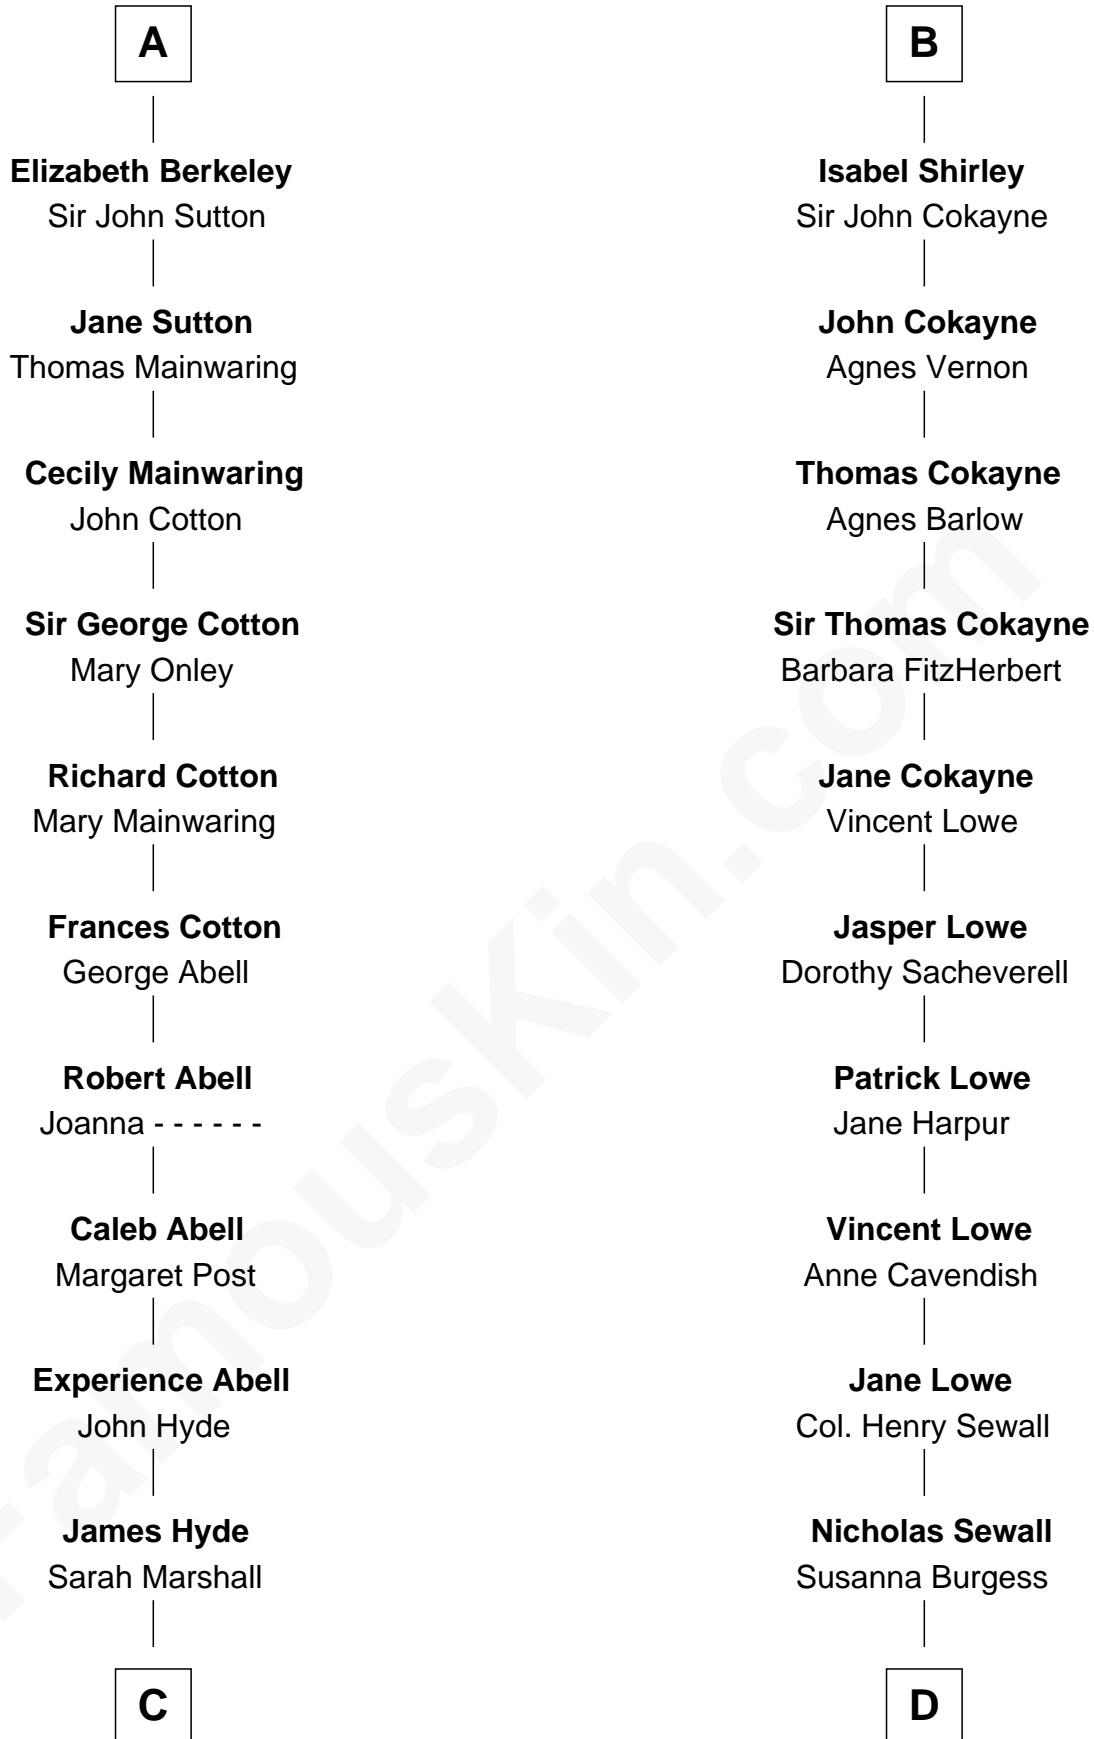 A
Elizabeth Berkeley
Sir John Sutton
Jane Sutton
Thomas Mainwaring
Cecily Mainwaring
John Cotton
Sir George Cotton
Mary Onley
Richard Cotton
Mary Mainwaring
Frances Cotton
George Abell
Robert Abell
Joanna - - - - - -
Caleb Abell
Margaret Post
Experience Abell
John Hyde
James Hyde
Sarah Marshall
C
B
Isabel Shirley
Sir John Cokayne
John Cokayne
Agnes Vernon
Thomas Cokayne
Agnes Barlow
Sir Thomas Cokayne
Barbara FitzHerbert
Jane Cokayne
Vincent Lowe
Jasper Lowe
Dorothy Sacheverell
Patrick Lowe
Jane Harpur
Vincent Lowe
Anne Cavendish
Jane Lowe
Col. Henry Sewall
Nicholas Sewall
Susanna Burgess
D
FamousKin.com